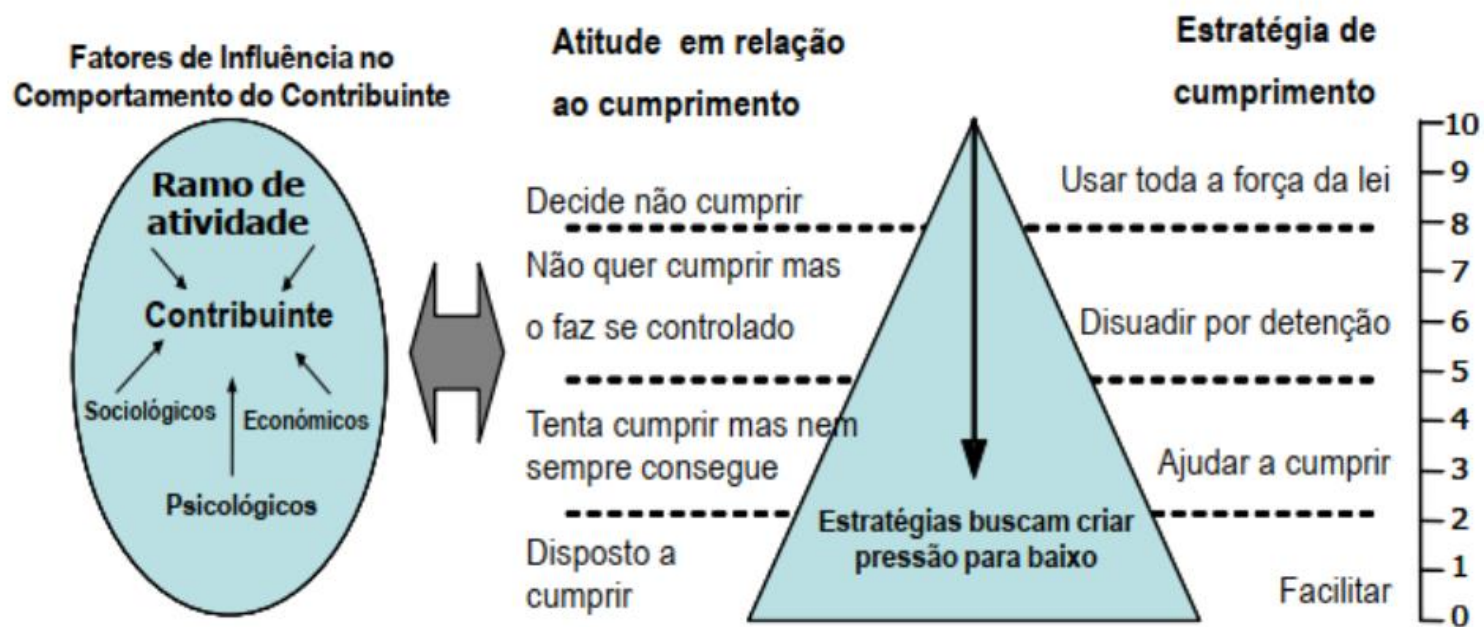 Fatores de Influência no
Comportamento do Contribuinte
Ramo de
atividade
Contribuinte
Sociológicos
Económicos
Psicológicos
Atitude em relação
ao cumprimento
Decide não cumprir
Não quer cumprir mas
o faz se controlado
Tenta cumprir mas nem
sempre consegue
Disposto a
cumprir
Estratégias buscam criar
pressão para baixo
Estratégia de
cumprimento
Usar toda a força da lei
Disuadir por detenção
Ajudar a cumprir
Facilitar
10
9
8
7
6
5
4
3
2
1
0